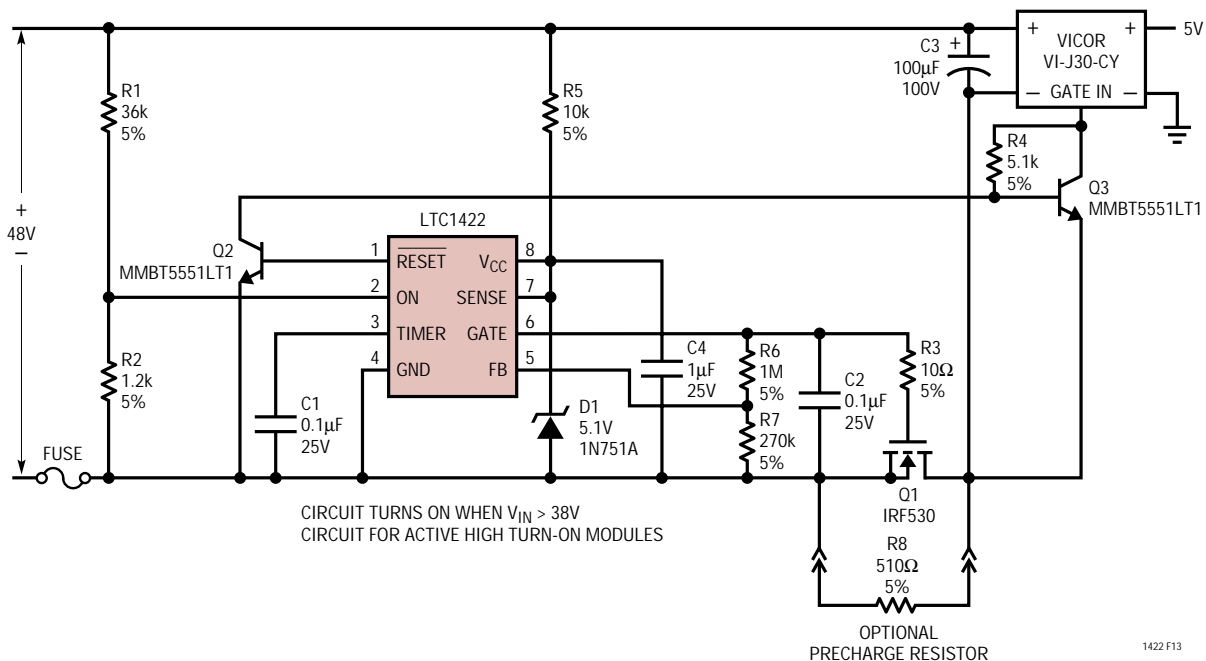 VICOR
VI-J30-CY
+
+
5V
–
GATE IN
–
C3
+
100µF
100V
R1
36k
5%
R5
10k
5%
R4
5.1k
5%
Q3
MMBT5551LT1
+
48V
–
LTC1422
Q2
MMBT5551LT1
1
RESET
VCC
8
2
ON
SENSE
7
3
TIMER
GATE
6
4
GND
FB
5
R2
1.2k
5%
C1
0.1µF
25V
C4
1µF
25V
R6
1M
5%
R7
270k
5%
C2
0.1µF
25V
R3
10Ω
5%
D1
5.1V
1N751A
FUSE
Q1
IRF530
CIRCUIT TURNS ON WHEN VIN > 38V
CIRCUIT FOR ACTIVE HIGH TURN-ON MODULES
R8
510Ω
5%
OPTIONAL
PRECHARGE RESISTOR
1422 F13